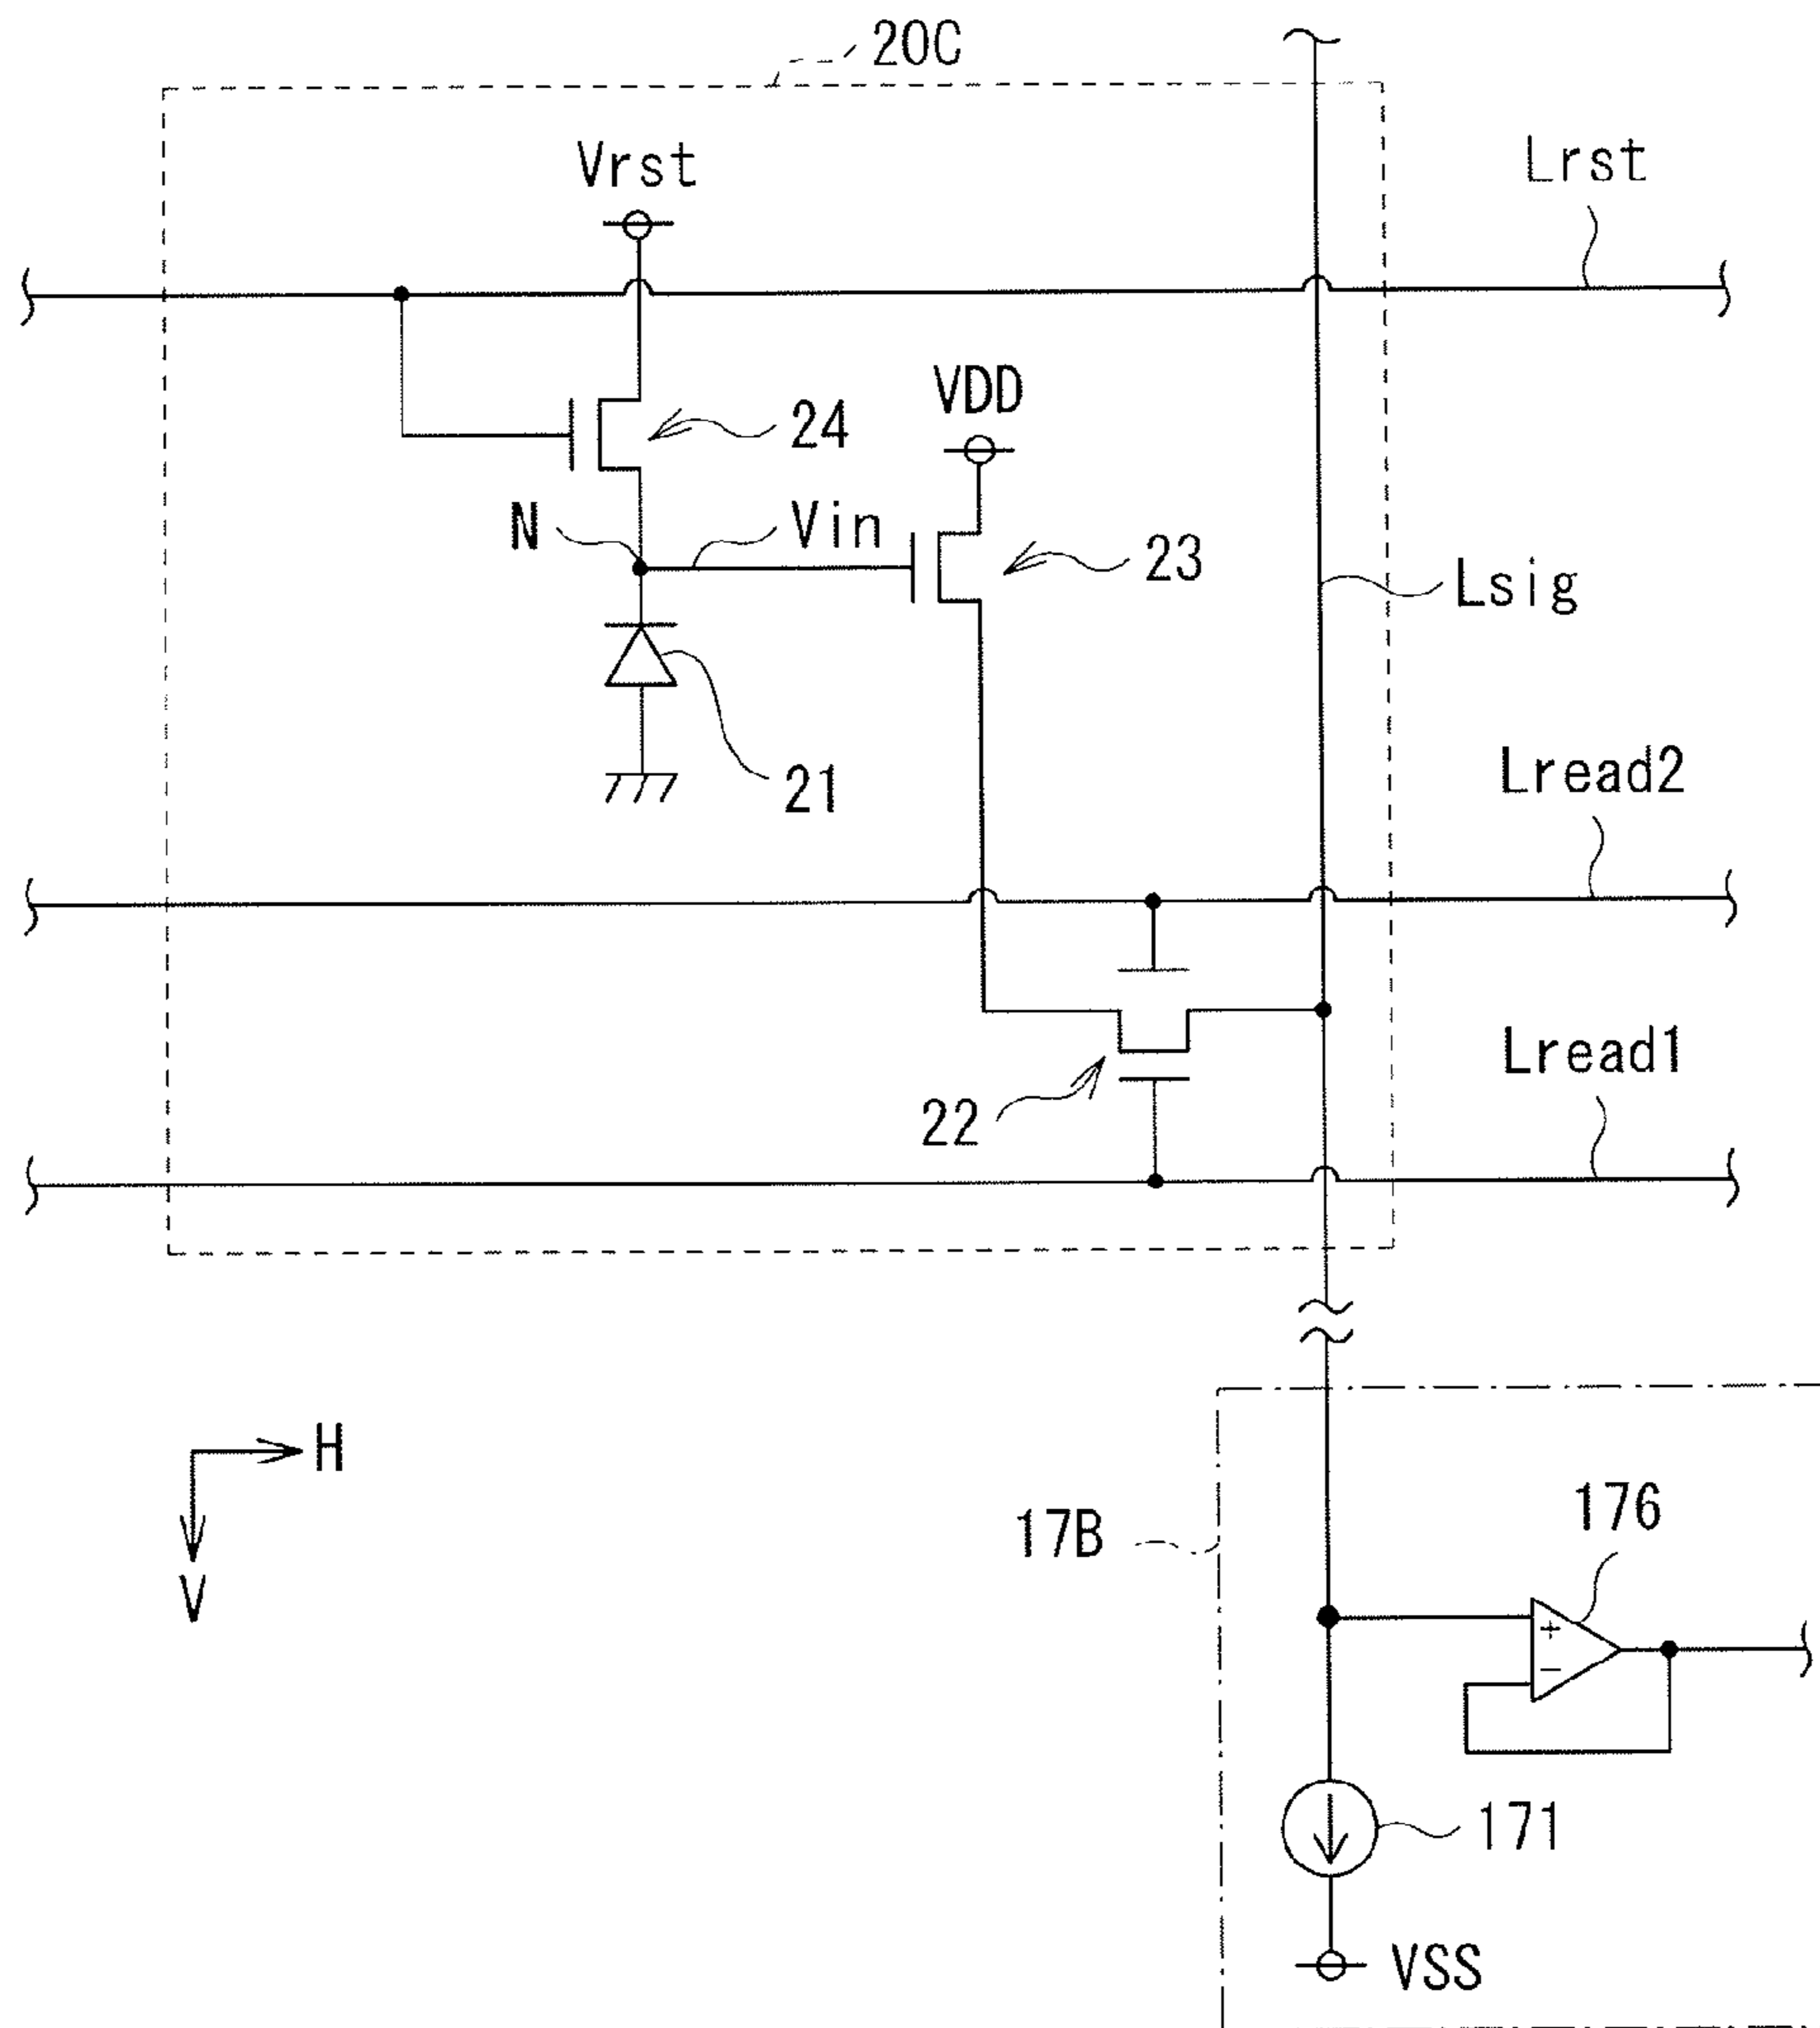 20C
Vrst
Lrst
VDD
24
N
Vin
23
Lsig
21
Lread2
Lread1
22
H
V
17B
176
+
−
171
VSS